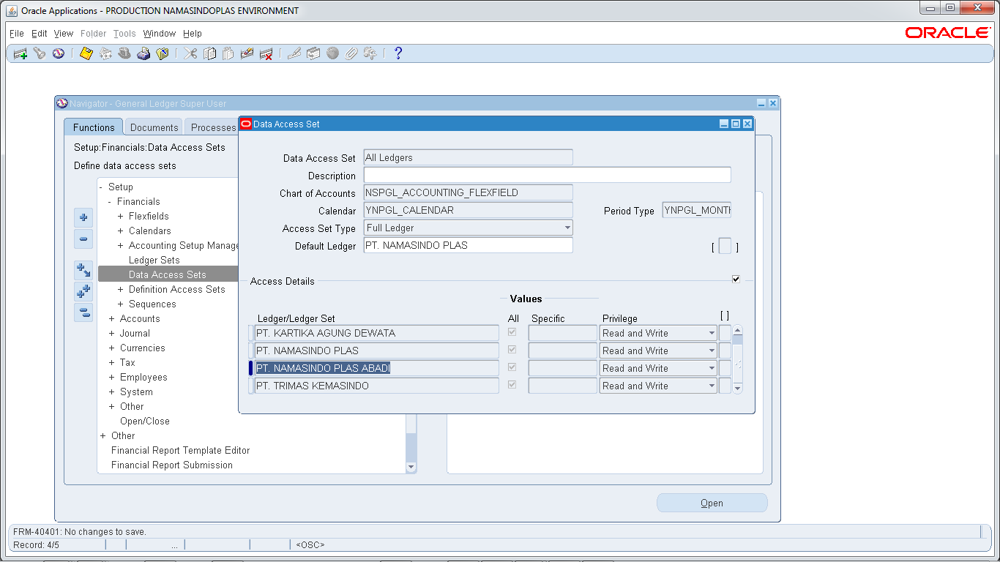 Oracle Applications - PRODUCTION NAMASINDOPLAS ENVIRONMENT
File Edit View Folder Tools Window Help
ORACLE
Navigator - General Ledger Super User
Functions Documents Processes
Setup:Financials:Data Access Sets
Define data access sets
- Setup
- Financials
+ Flexfields
+ Calendars
+ Accounting Setup Manage
Ledger Sets
Data Access Sets
+ Definition Access Sets
+ Sequences
+ Accounts
+ Journal
+ Currencies
+ Tax
+ Employees
+ System
+ Other
Open/Close
+ Other
Financial Report Template Editor
Financial Report Submission
Open
Data Access Set
Data Access Set All Ledgers
Description
Chart of Accounts NSPGL_ACCOUNTING_FLEXFIELD
Calendar YNPGL_CALENDAR Period Type YNPGL_MONTH
Access Set Type Full Ledger
Default Ledger PT. NAMASINDO PLAS [ ]
Access Details
Values
Ledger/Ledger Set All Specific Privilege [ ]
PT. KARTIKA AGUNG DEWATA Read and Write
PT. NAMASINDO PLAS Read and Write
PT. NAMASINDO PLAS ABADI Read and Write
PT. TRIMAS KEMASINDO Read and Write
FRM-40401: No changes to save.
Record: 4/5 ... <OSC>